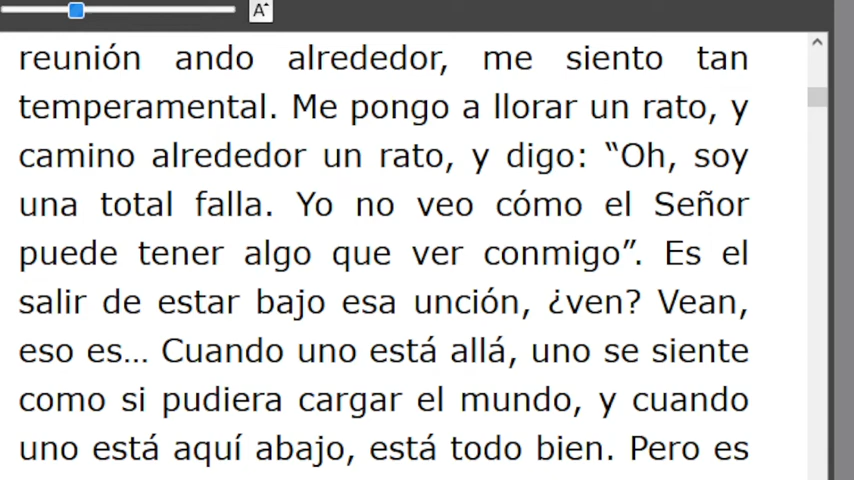 A
reunión ando alrededor, me siento tan
temperamental. Me pongo a llorar un rato, y
camino alrededor un rato, y digo: “Oh, soy
una total falla. Yo no veo cómo el Señor
puede tener algo que ver conmigo”. Es el
salir de estar bajo esa unción, ¿ven? Vean,
eso es... Cuando uno está allá, uno se siente
como si pudiera cargar el mundo, y cuando
uno está aquí abajo, está todo bien. Pero es